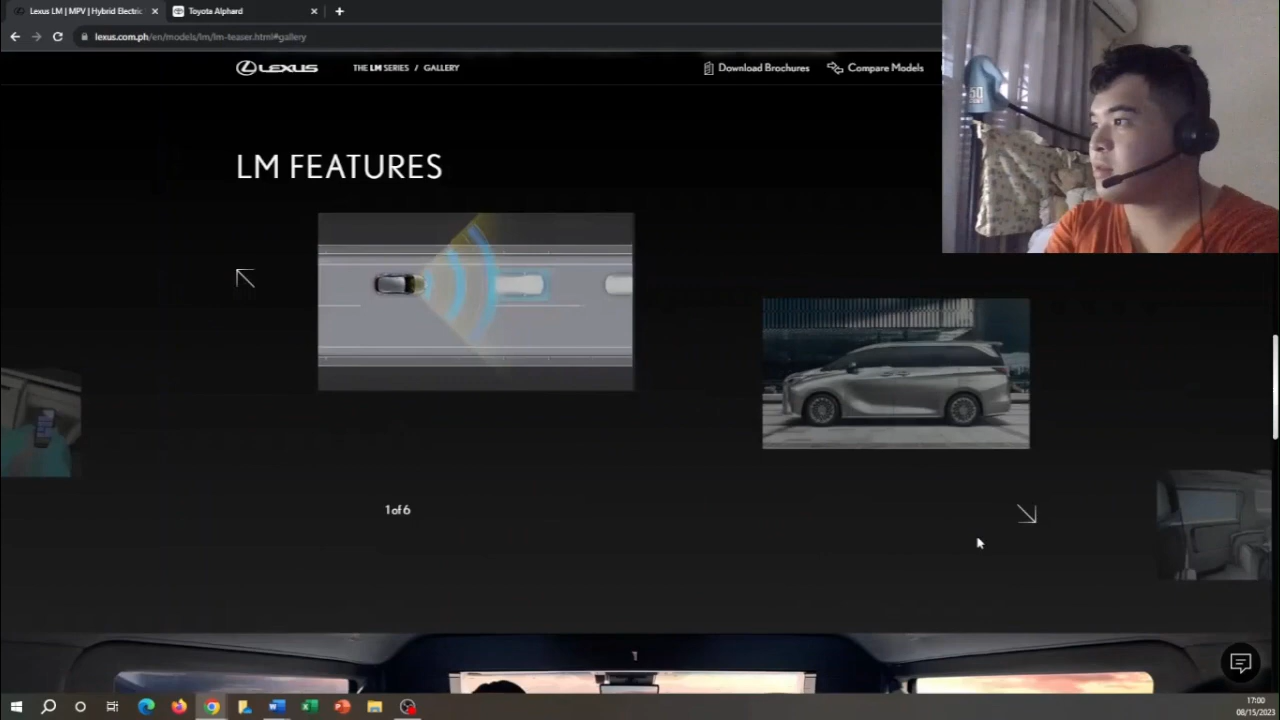 Lexus LM | MPV | Hybrid Electric
Toyota Alphard
lexus.com.ph/en/models/lm/lm-teaser.html#gallery
LEXUS
THE LM SERIES / GALLERY
Download Brochures
Compare Models
LM FEATURES
1 of 6
1
17:00
08/15/2023